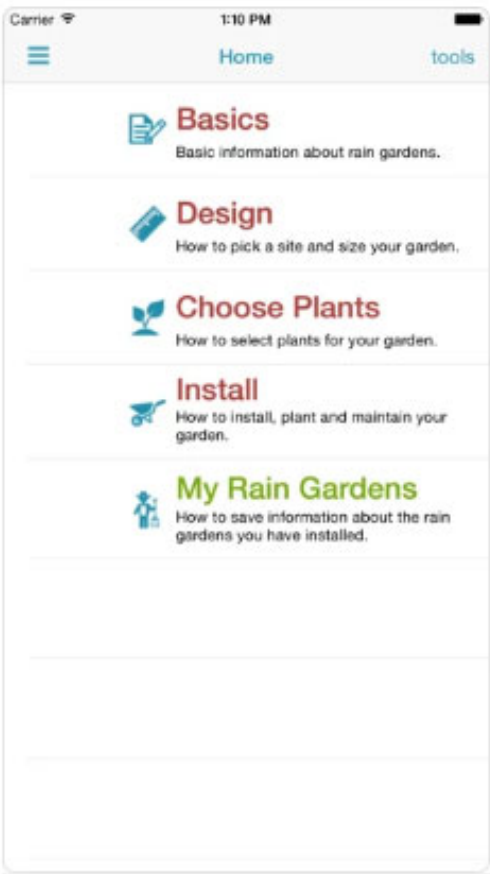 Carrier 1:10 PM
Home tools
Basics
Basic information about rain gardens.
Design
How to pick a site and size your garden.
Choose Plants
How to select plants for your garden.
Install
How to install, plant and maintain your
garden.
My Rain Gardens
How to save information about the rain
gardens you have installed.